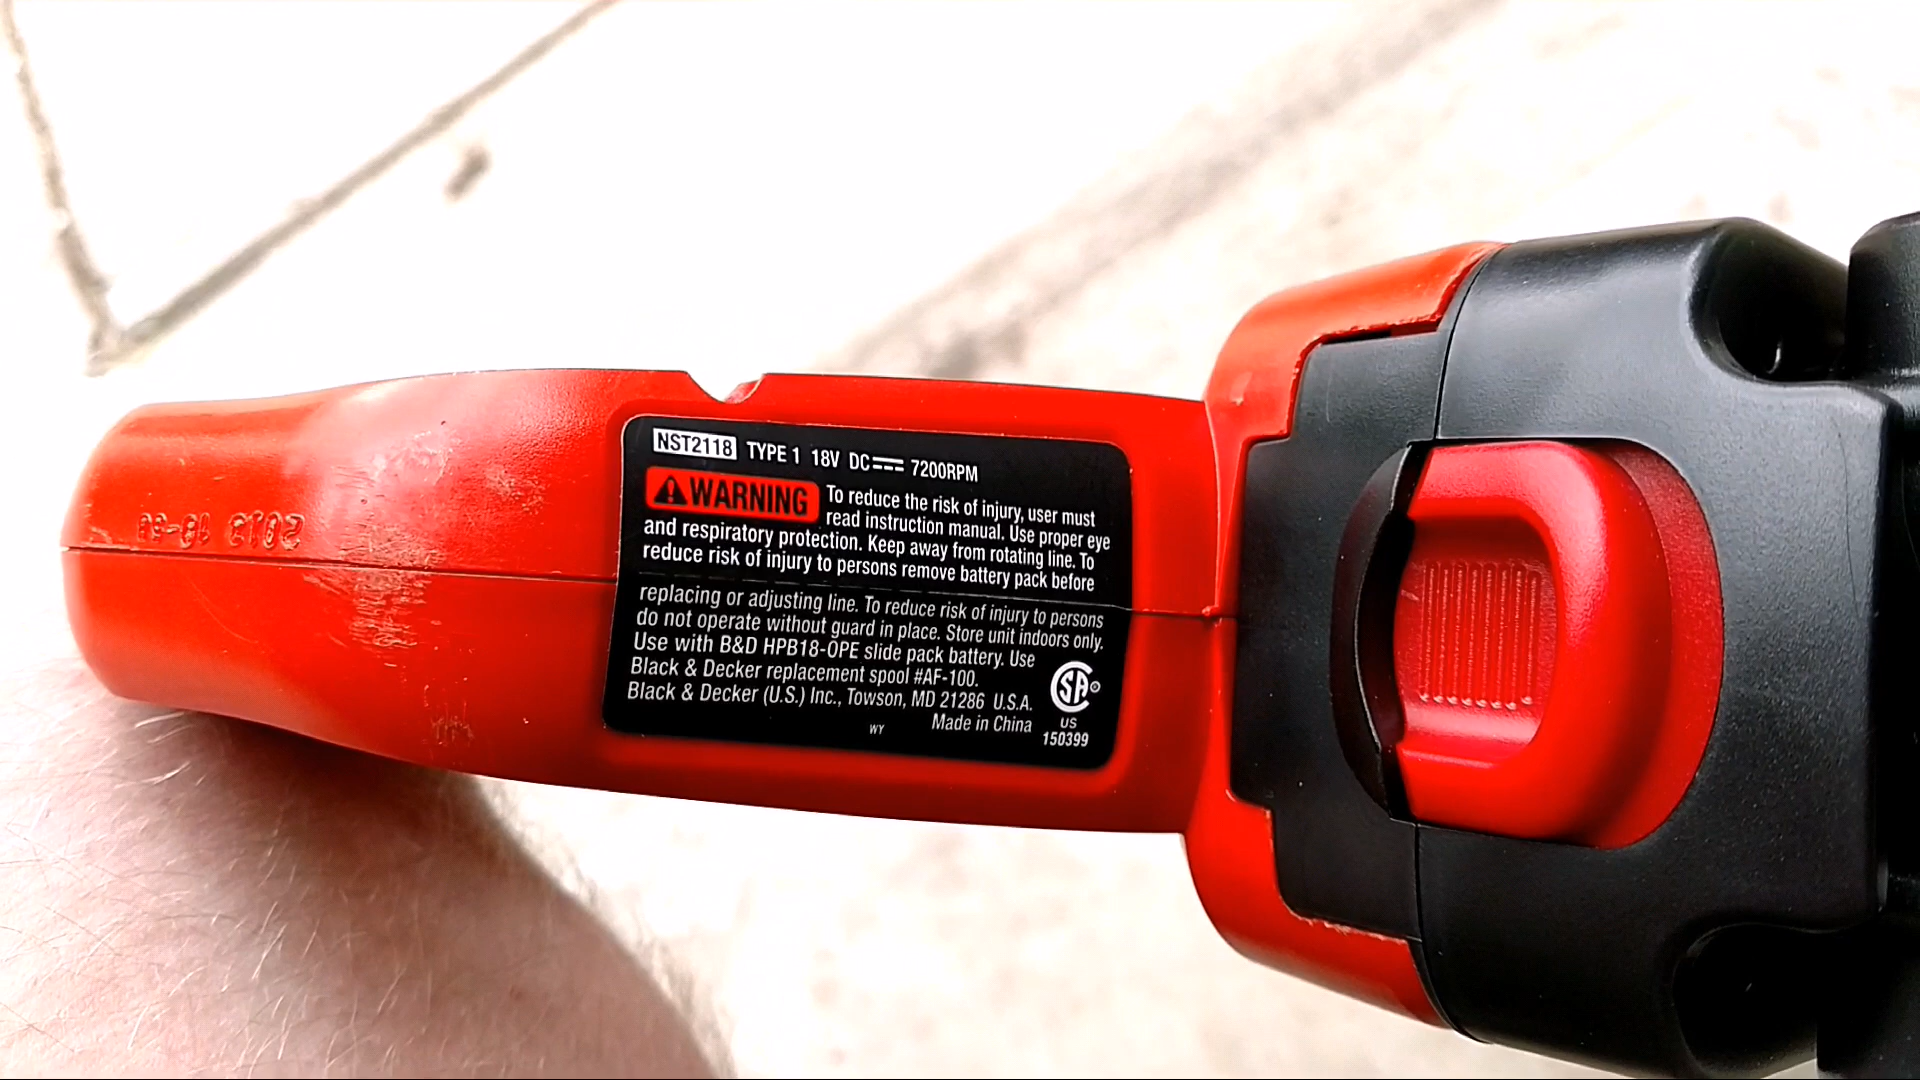 NST2118 TYPE 1 18V DC 7200RPM
WARNING To reduce the risk of injury, user must
read instruction manual. Use proper eye
and respiratory protection. Keep away from rotating line. To
reduce risk of injury to persons remove battery pack before
replacing or adjusting line. To reduce risk of injury to persons
do not operate without guard in place. Store unit indoors only.
Use with B&D HPB18-OPE slide pack battery. Use
Black & Decker replacement spool #AF-100.
Black & Decker (U.S.) Inc., Towson, MD 21286 U.S.A.
WY Made in China
SA
US
150399